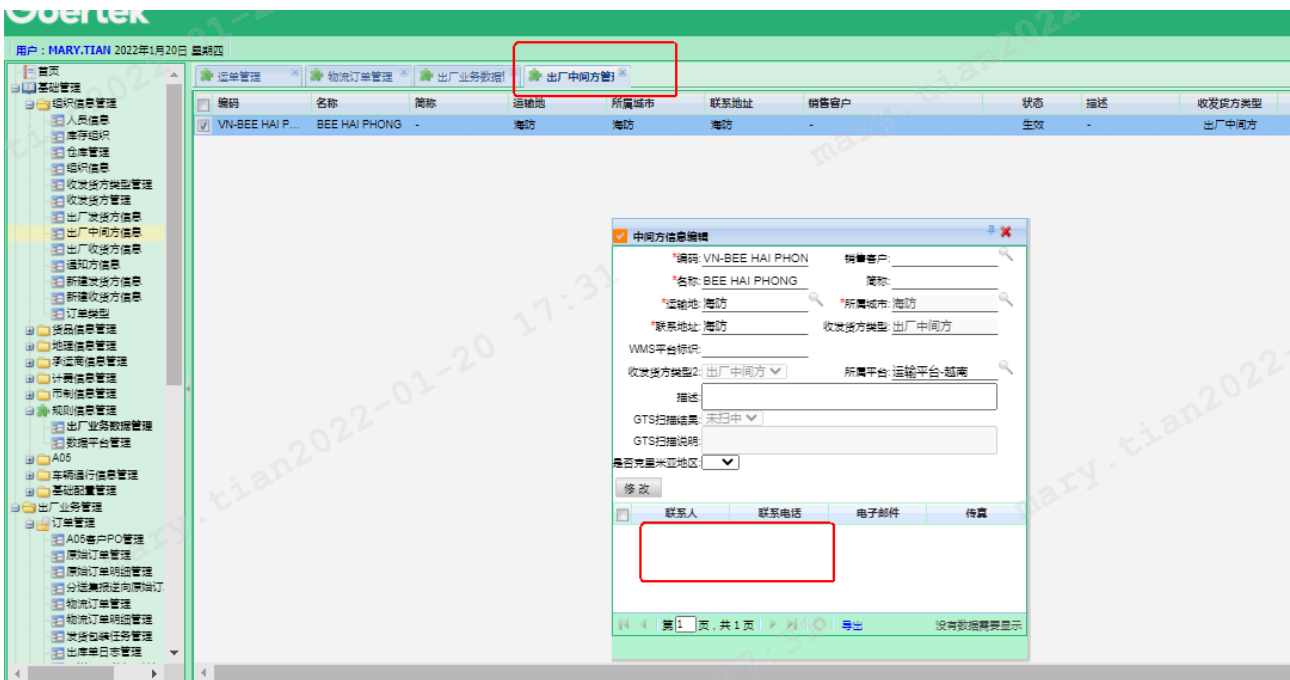 Goertek
用户：MARY.TIAN 2022年1月20日 星期四
首页
基础管理
组织信息管理
人员信息
库存组织
仓库管理
组织信息
收发货方类型管理
收发货方管理
出厂发货方信息
出厂中间方信息
出厂收货方信息
通知方信息
新建发货方信息
新建收货方信息
订单类型
货品信息管理
地理信息管理
承运商信息管理
计费信息管理
币制信息管理
规则信息管理
出厂业务数据管理
数据平台管理
A05
车辆通行信息管理
基础配置管理
出厂业务管理
订单管理
A05客户PO管理
原始订单管理
原始订单明细管理
分送集报逆向原始订
物流订单管理
物流订单明细管理
发货包装任务管理
出库单日志管理
运单管理 物流订单管理 出厂业务数据 出厂中间方管
编码 名称 简称 运输地 所属城市 联系地址 销售客户 状态 描述 收发货方类型
VN-BEE HAI P... BEE HAI PHONG - 海防 海防 海防 - 生效 - 出厂中间方
中间方信息编辑
*编码: VN-BEE HAI PHON 销售客户:
*名称: BEE HAI PHONG 简称:
*运输地: 海防 *所属城市: 海防
*联系地址: 海防 收发货方类型: 出厂中间方
WMS平台标识:
收发货方类型2: 出厂中间方 所属平台: 运输平台-越南
描述:
GTS扫描结果: 未扫中
GTS扫描说明:
是否克里米亚地区:
修改
联系人 联系电话 电子邮件 传真
第 1 页，共 1 页 导出 没有数据需要显示
mary.tian2022-01-20 17:31